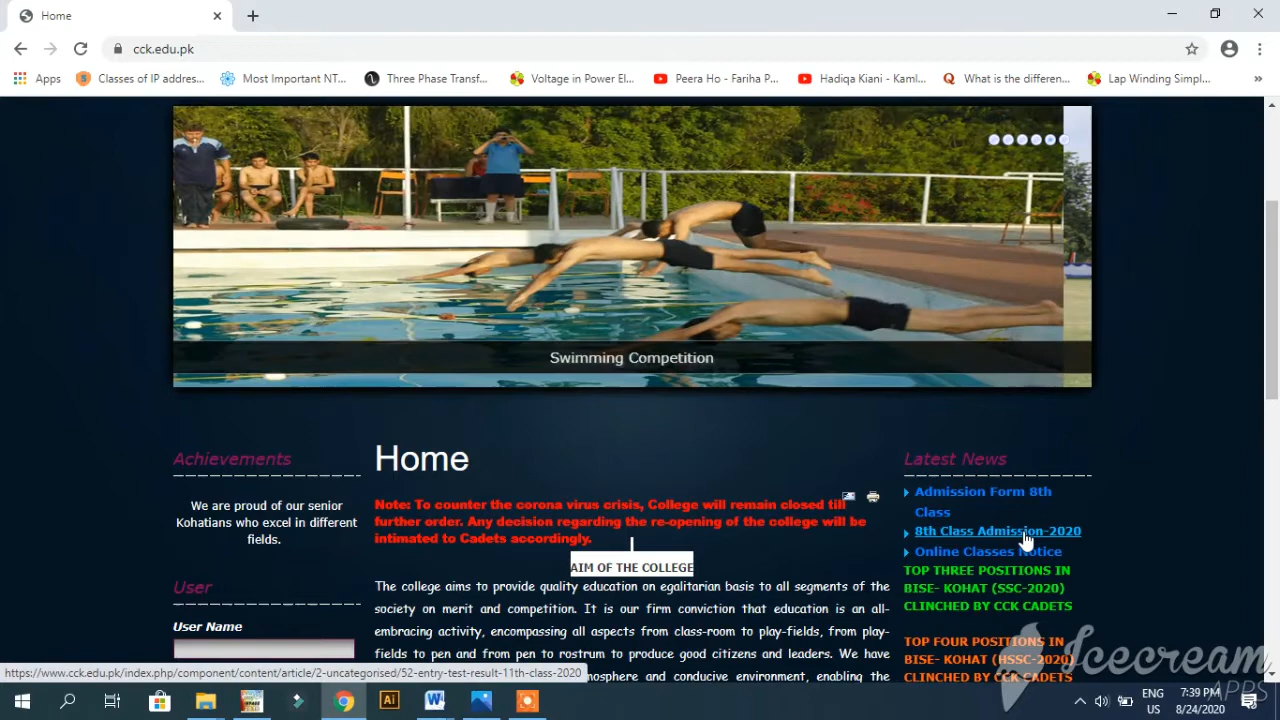 Home
cck.edu.pk
Apps
Classes of IP addres...
Most Important NT...
Three Phase Transf...
Voltage in Power El...
Peera Ho - Fariha P...
Hadiqa Kiani - Kaml...
What is the differen...
Lap Winding Simpl...
»
Swimming Competition
Achievements
We are proud of our senior
Kohatians who excel in different
fields.
User
User Name
Home
Note: To counter the corona virus crisis, College will remain closed till
further order. Any decision regarding the re-opening of the college will be
intimated to Cadets accordingly.
AIM OF THE COLLEGE
The college aims to provide quality education on egalitarian basis to all segments of the
society on merit and competition. It is our firm conviction that education is an all-
embracing activity, encompassing all aspects from class-room to play-fields, from play-
fields to pen and from pen to rostrum to produce good citizens and leaders. We have
mosphere and conducive environment, enabling the
Latest News
Admission Form 8th
Class
8th Class Admission-2020
Online Classes Notice
TOP THREE POSITIONS IN
BISE- KOHAT (SSC-2020)
CLINCHED BY CCK CADETS
TOP FOUR POSITIONS IN
BISE- KOHAT (HSSC-2020)
CLINCHED BY CCK CADETS
https://www.cck.edu.pk/index.php/component/content/article/2-uncategorised/52-entry-test-result-11th-class-2020
Icecream
APPS
Ai
W
ENG
US
7:39 PM
8/24/2020